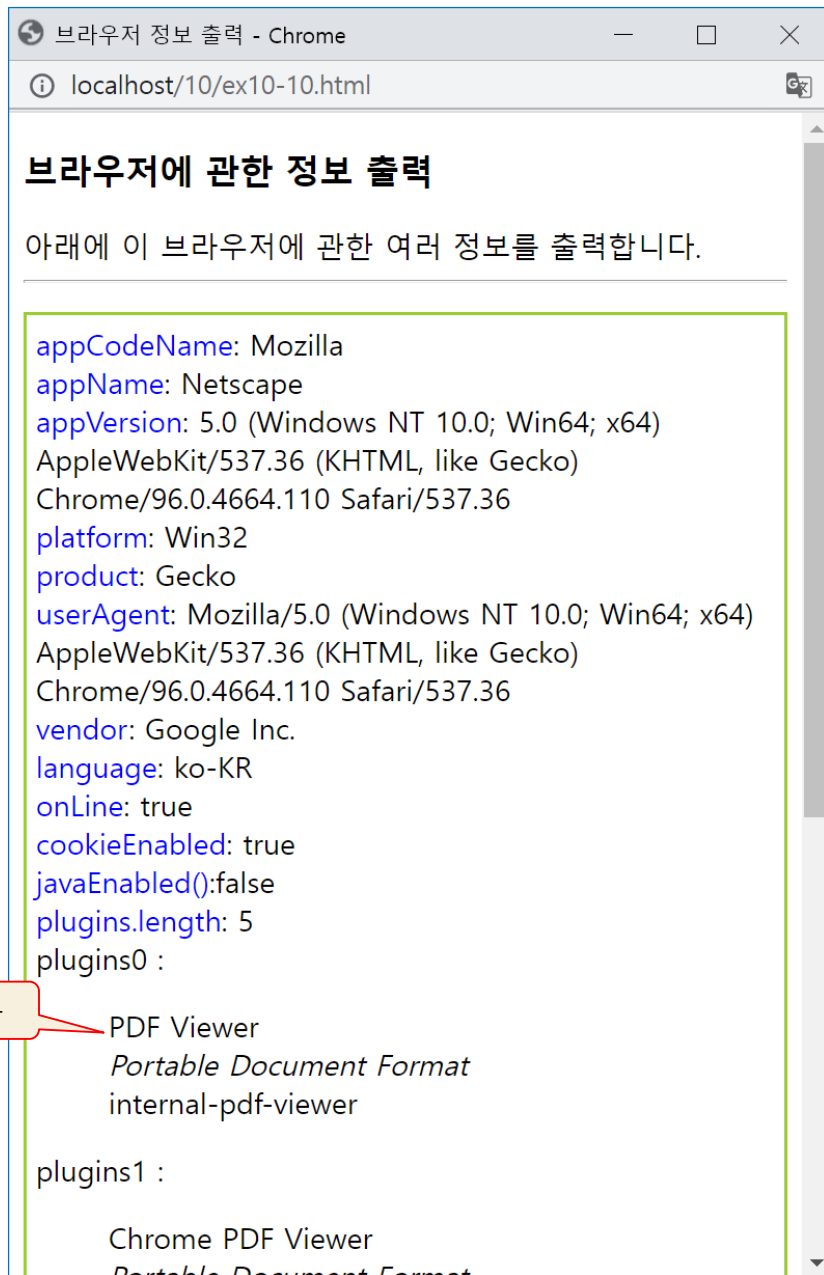 브라우저 정보 출력 - Chrome
localhost/10/ex10-10.html
브라우저에 관한 정보 출력
아래에 이 브라우저에 관한 여러 정보를 출력합니다.
appCodeName: Mozilla
appName: Netscape
appVersion: 5.0 (Windows NT 10.0; Win64; x64)
AppleWebKit/537.36 (KHTML, like Gecko)
Chrome/96.0.4664.110 Safari/537.36
platform: Win32
product: Gecko
userAgent: Mozilla/5.0 (Windows NT 10.0; Win64; x64)
AppleWebKit/537.36 (KHTML, like Gecko)
Chrome/96.0.4664.110 Safari/537.36
vendor: Google Inc.
language: ko-KR
onLine: true
cookieEnabled: true
javaEnabled():false
plugins.length: 5
plugins0 :
PDF Viewer
Portable Document Format
internal-pdf-viewer
plugins1 :
Chrome PDF Viewer
Portable Document Format